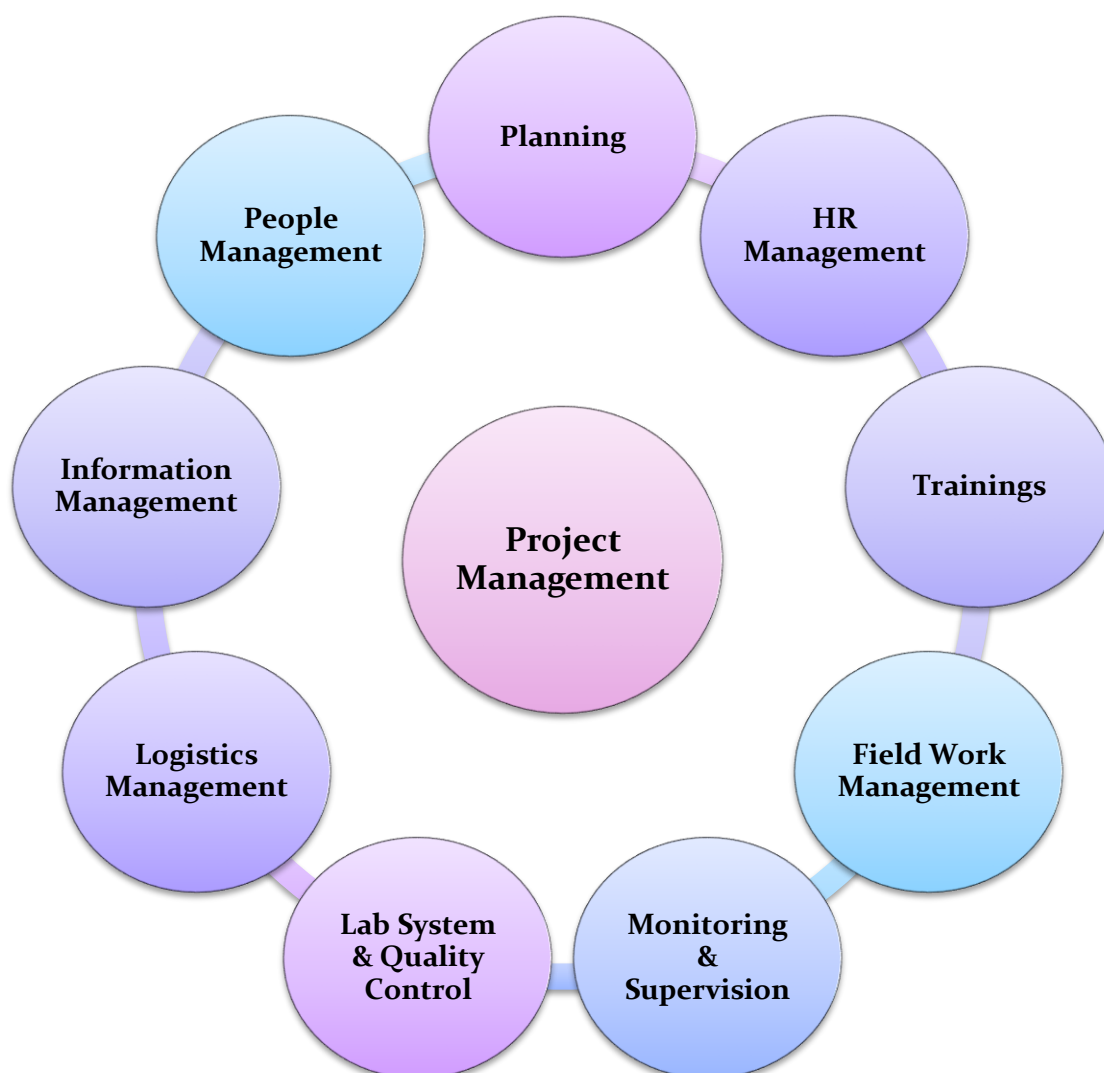 Planning
HR
Management
Trainings
Field Work
Management
Monitoring
&
Supervision
Lab System
& Quality
Control
Logistics
Management
Information
Management
People
Management
Project
Management